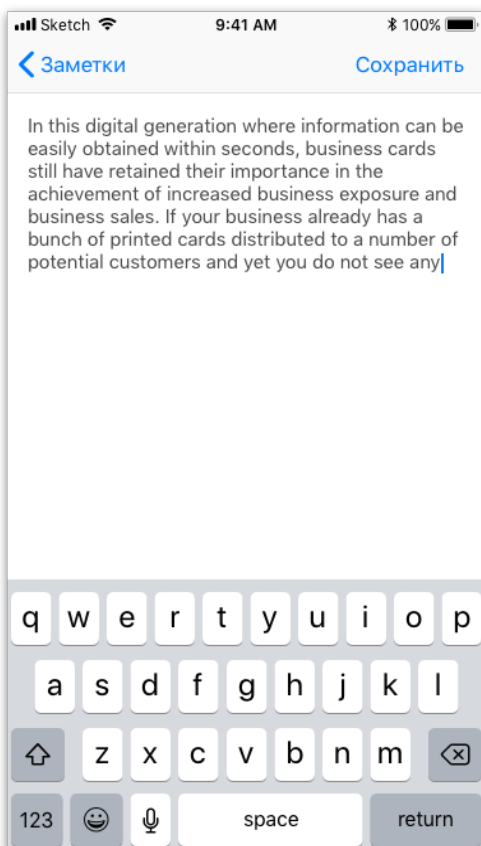 Sketch 9:41 AM 100%
Заметки Сохранить
In this digital generation where information can be
easily obtained within seconds, business cards
still have retained their importance in the
achievement of increased business exposure and
business sales. If your business already has a
bunch of printed cards distributed to a number of
potential customers and yet you do not see any
q w e r t y u i o p
a s d f g h j k l
z x c v b n m
123 space return